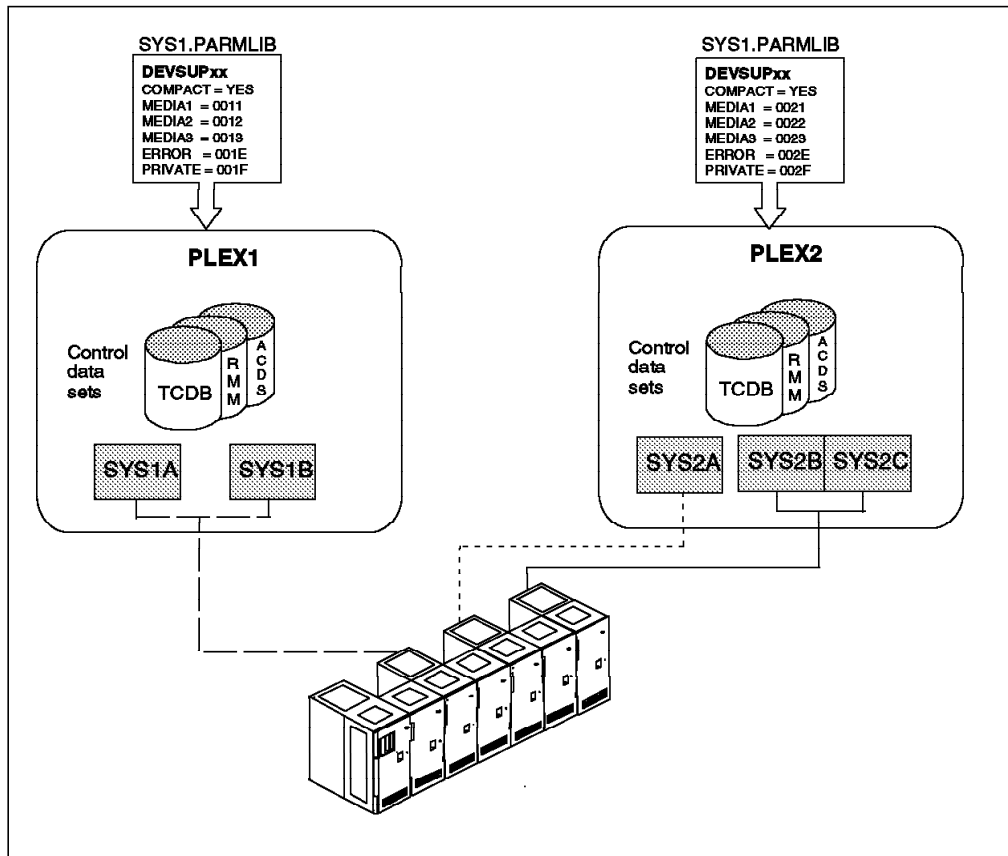 SYS1.PARMLIB
DEVSUPxx
COMPACT = YES
MEDIA1 = 0011
MEDIA2 = 0012
MEDIA3 = 0013
ERROR = 001E
PRIVATE = 001F
PLEX1
Control
data
sets
TCDB
RMM
ACDS
SYS1A
SYS1B
SYS1.PARMLIB
DEVSUPxx
COMPACT = YES
MEDIA1 = 0021
MEDIA2 = 0022
MEDIA3 = 0023
ERROR = 002E
PRIVATE = 002F
PLEX2
Control
data
sets
TCDB
RMM
ACDS
SYS2A
SYS2B
SYS2C